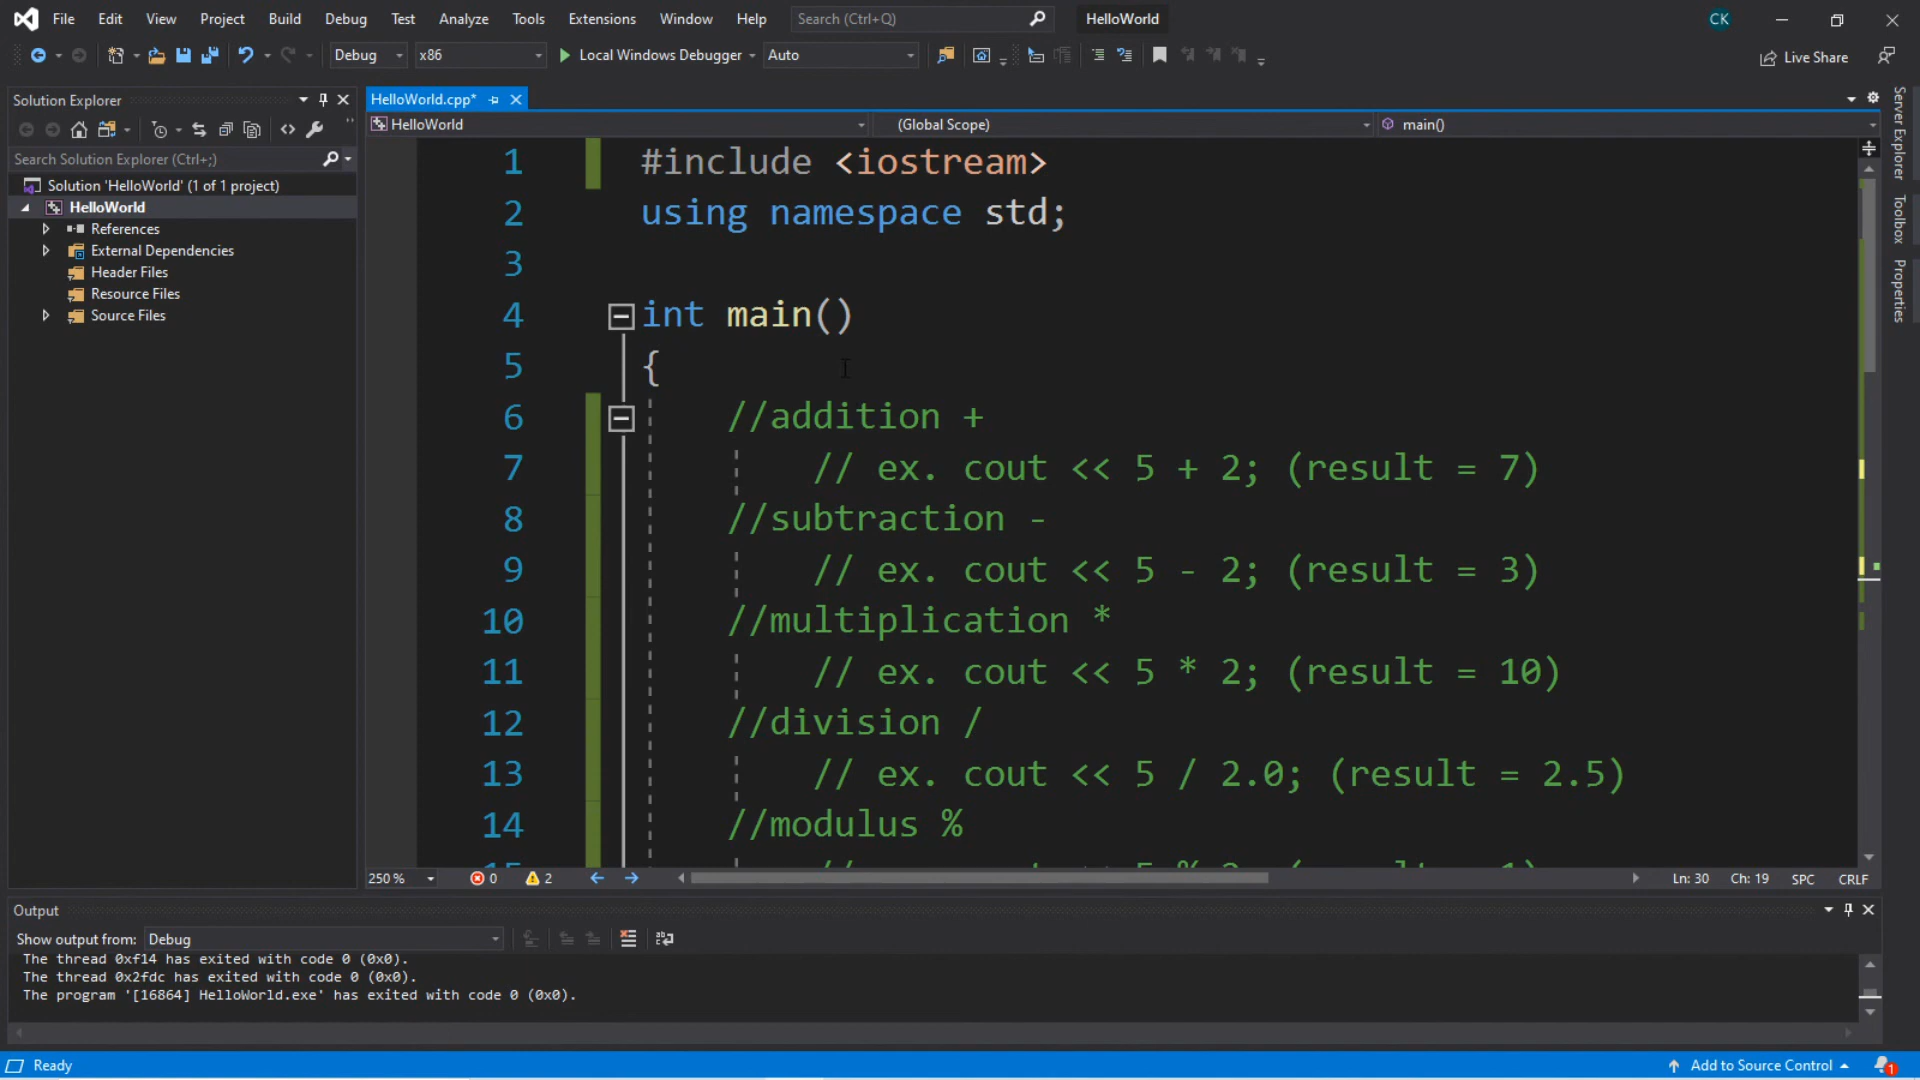 File Edit View Project Build Debug Test Analyze Tools Extensions Window Help Search (Ctrl+Q) HelloWorld CK
Debug x86 Local Windows Debugger Auto Live Share
Solution Explorer
Search Solution Explorer (Ctrl+;)
Solution 'HelloWorld' (1 of 1 project)
HelloWorld
References
External Dependencies
Header Files
Resource Files
Source Files
HelloWorld.cpp*
HelloWorld (Global Scope) main()
1 #include <iostream>
2 using namespace std;
3
4 int main()
5 {
6 //addition +
7 // ex. cout << 5 + 2; (result = 7)
8 //subtraction -
9 // ex. cout << 5 - 2; (result = 3)
10 //multiplication *
11 // ex. cout << 5 * 2; (result = 10)
12 //division /
13 // ex. cout << 5 / 2.0; (result = 2.5)
14 //modulus %
250 % 0 2 Ln: 30 Ch: 19 SPC CRLF
Output
Show output from: Debug
The thread 0xf14 has exited with code 0 (0x0).
The thread 0x2fdc has exited with code 0 (0x0).
The program '[16864] HelloWorld.exe' has exited with code 0 (0x0).
Ready Add to Source Control 1
Server Explorer
Toolbox
Properties